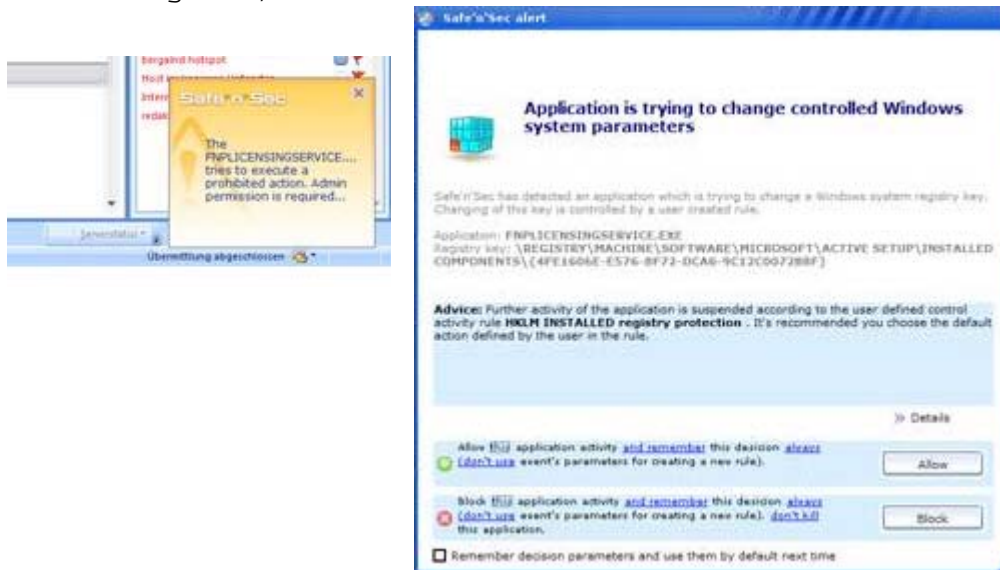 bergaind hotspot
Safe'n'Sec
The
FNPLICENSINGSERVICE....
tries to execute a
prohibited action. Admin
permission is required...
Serverstatus
Übermittlung abgeschlossen
Safe'n'Sec alert
Application is trying to change controlled Windows
system parameters
Safe'n'Sec has detected an application which is trying to change a Windows system registry key.
Changing of this key is controlled by a user created rule.
Application: FNPLICENSINGSERVICE.EXE
Registry key: \REGISTRY\MACHINE\SOFTWARE\MICROSOFT\ACTIVE SETUP\INSTALLED
COMPONENTS\
Advice: Further activity of the application is suspended according to the user defined control
activity rule HKLM INSTALLED registry protection . It's recommended you choose the default
action defined by the user in the rule.
>> Details
Allow this application activity and remember this decision always
(don't use event's parameters for creating a new rule).
Allow
Block this application activity and remember this decision always
(don't use event's parameters for creating a new rule). don't kill
this application.
Block
Remember decision parameters and use them by default next time